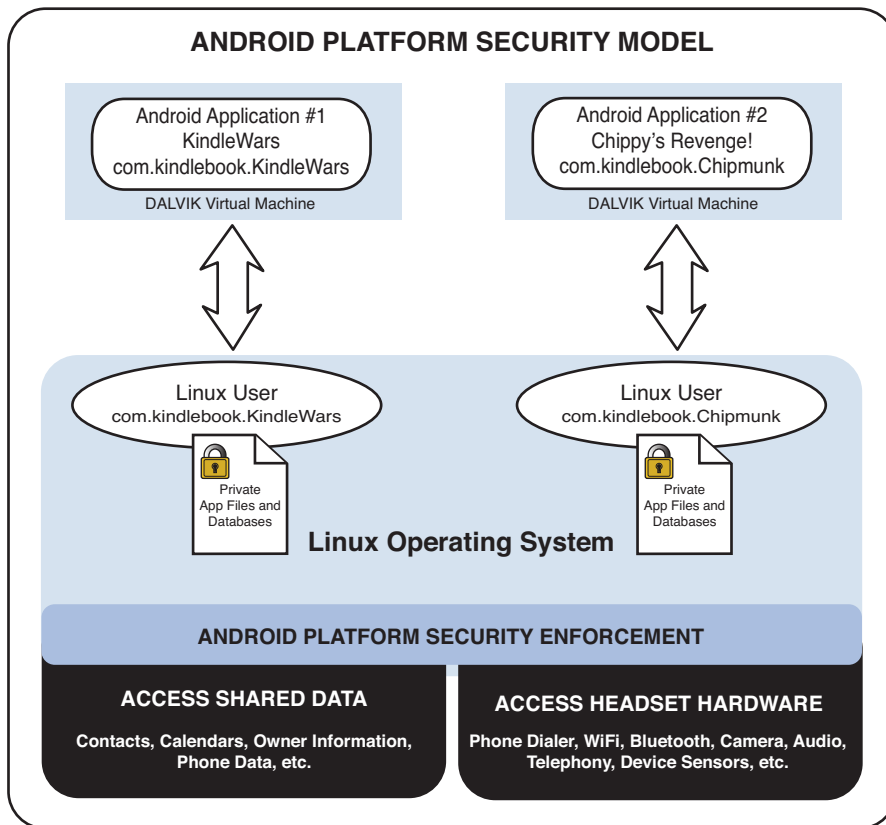 ANDROID PLATFORM SECURITY MODEL
Android Application #1
KindleWars
com.kindlebook.KindleWars
DALVIK Virtual Machine
Android Application #2
Chippy's Revenge!
com.kindlebook.Chipmunk
DALVIK Virtual Machine
Linux User
com.kindlebook.KindleWars
Private
App Files and
Databases
Linux User
com.kindlebook.Chipmunk
Private
App Files and
Databases
Linux Operating System
ANDROID PLATFORM SECURITY ENFORCEMENT
ACCESS SHARED DATA
Contacts, Calendars, Owner Information,
Phone Data, etc.
ACCESS HEADSET HARDWARE
Phone Dialer, WiFi, Bluetooth, Camera, Audio,
Telephony, Device Sensors, etc.